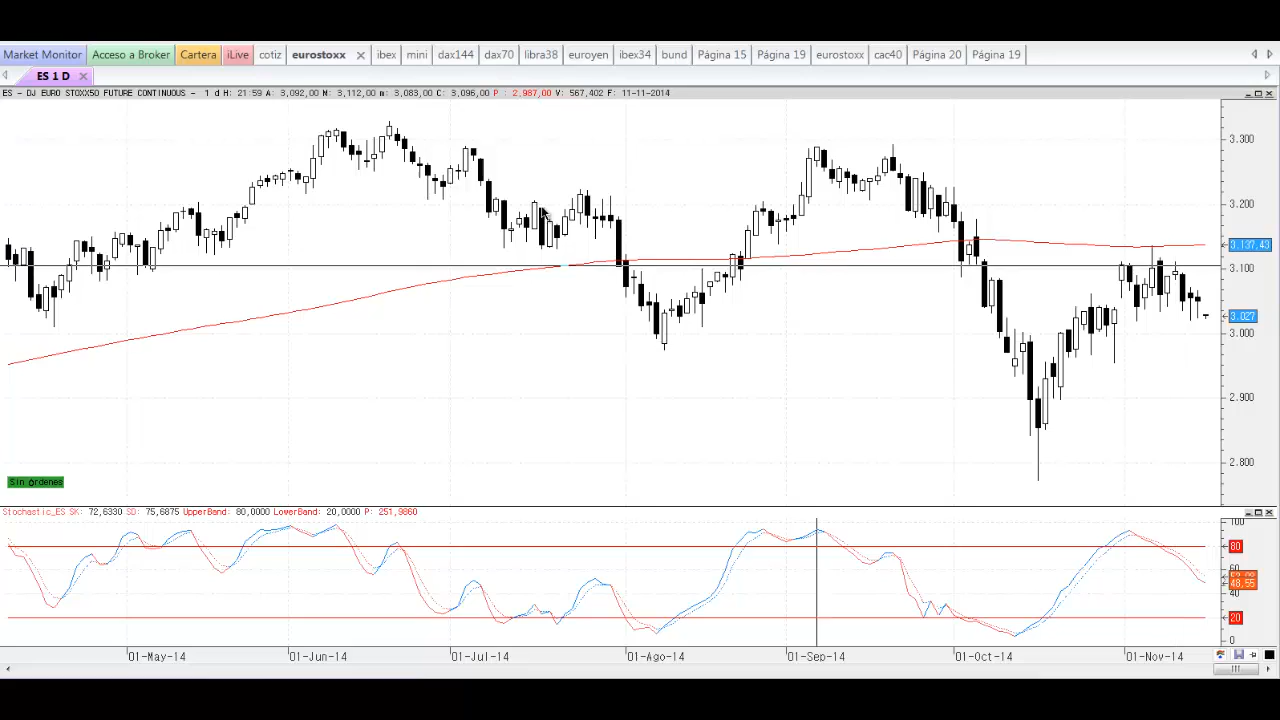 Market Monitor Acceso a Broker Cartera iLive cotiz eurostoxx ibex mini dax144 dax70 libra38 euroyen ibex34 bund Página 15 Página 19 eurostoxx cac40 Página 20 Página 19
ES 1 D
ES - DJ EURO STOXX50 FUTURE CONTINUOUS - 1 d H: 21:59 A: 3,092,00 M: 3,112,00 m: 3,083,00 C: 3,096,00 P : 2,987,00 V: 567,402 F: 11-11-2014
3.300
3.200
3.137,43
3.100
3.027
3.000
2.900
2.800
Sin órdenes
Stochastic_ES SK: 72,6330 SD: 75,6875 UpperBand: 80,0000 LowerBand: 20,0000 P: 251,9860
100
80
60
48,55
40
20
0
01-May-14 01-Jun-14 01-Jul-14 01-Ago-14 01-Sep-14 01-Oct-14 01-Nov-14